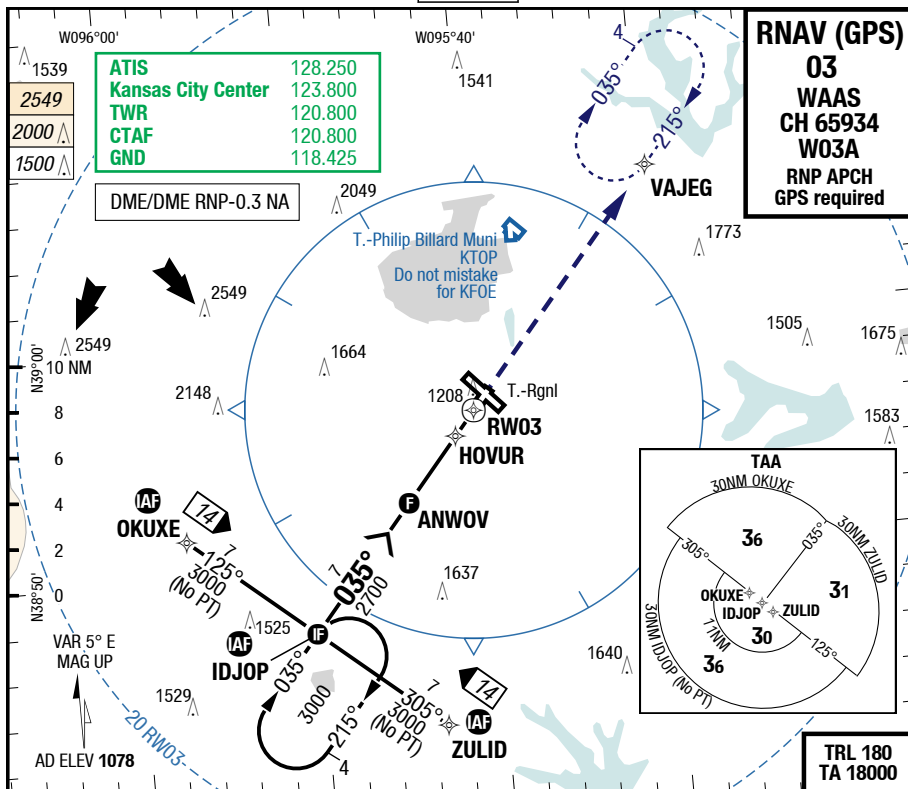 W096°00'
W095°40'
1539
1541
2549
2000
1500
ATIS 128.250
Kansas City Center 123.800
TWR 120.800
CTAF 120.800
GND 118.425
DME/DME RNP-0.3 NA
RNAV (GPS)
03
WAAS
CH 65934
W03A
RNP APCH
GPS required
4
035°
215°
VAJEG
2049
T.-Philip Billard Muni
KTOP
Do not mistake
for KFOE
1773
2549
2549
1505
1675
N39°00'
10 NM
1664
2148
1208
T.-Rgnl
RW03
HOVUR
1583
8
6
4
2
0
N38°50'
IAF
OKUXE
14
7
125°
3000
(No PT)
F
ANWOV
7
035°
2700
1637
1525
IF
IAF
IDJOP
035°
3000
215°
4
7
305°
3000
(No PT)
14
IAF
ZULID
1640
1529
VAR 5° E
MAG UP
AD ELEV 1078
20 RW03
TAA
30NM OKUXE
305°
36
035°
30NM ZULID
31
OKUXE
IDJOP
ZULID
30
11NM
125°
36
30NM IDJOP (No PT)
TRL 180
TA 18000